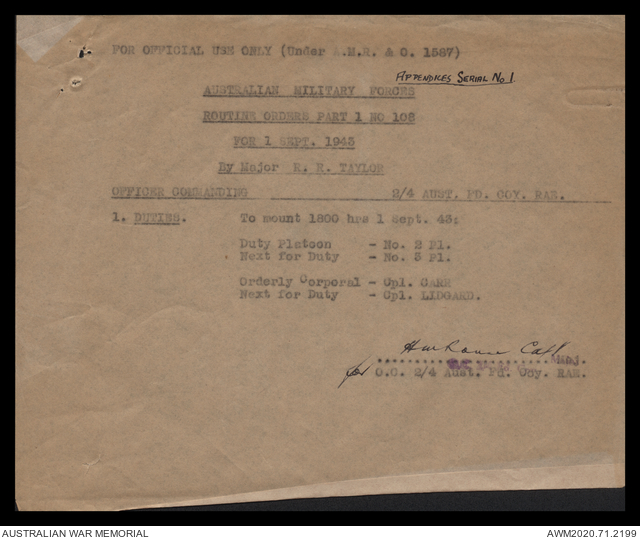 FOR OFFICIAL USE ONLY (Under A.M.R. & O. 1587)
APPENDICES SERIAL No 1.
AUSTRALIAN MILITARY FORCES
ROUTINE ORDERS PART 1 NO 108
FOR 1 SEPT. 1943
By Major R. R. TAYLOR
OFFICER COMMANDING 2/4 AUST. FD. COY. RAE.
1. DUTIES. To mount 1800 hrs 1 Sept. 43:
Duty Platoon - No. 2 Pl.
Next for Duty - No. 3 Pl.
Orderly Corporal - Cpl. CARR
Next for Duty - Cpl. LIDGARD.
Capt
Maj.
for O.C. 2/4 Aust. Fd. Coy. RAE.
AUSTRALIAN WAR MEMORIAL AWM2020.71.2199